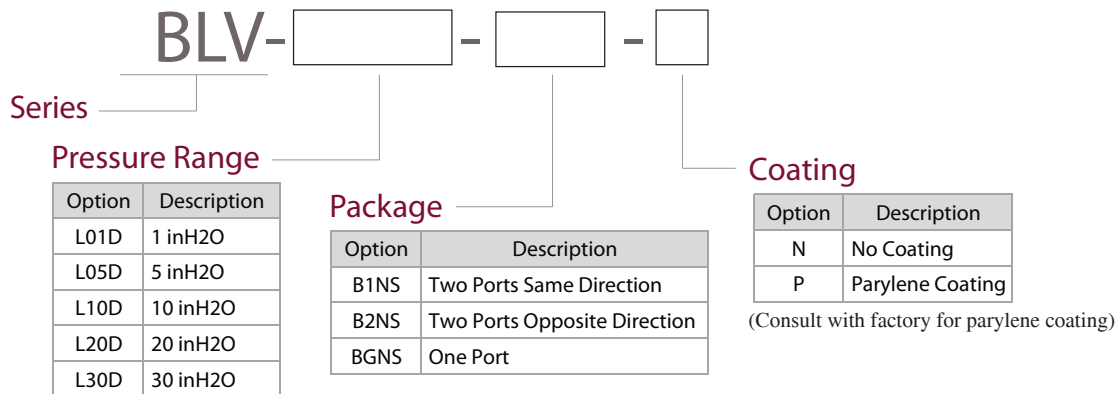 BLV- - -
Series
Pressure Range
Option Description
L01D 1 inH2O
L05D 5 inH2O
L10D 10 inH2O
L20D 20 inH2O
L30D 30 inH2O
Package
Option Description
B1NS Two Ports Same Direction
B2NS Two Ports Opposite Direction
BGNS One Port
Coating
Option Description
N No Coating
P Parylene Coating
(Consult with factory for parylene coating)